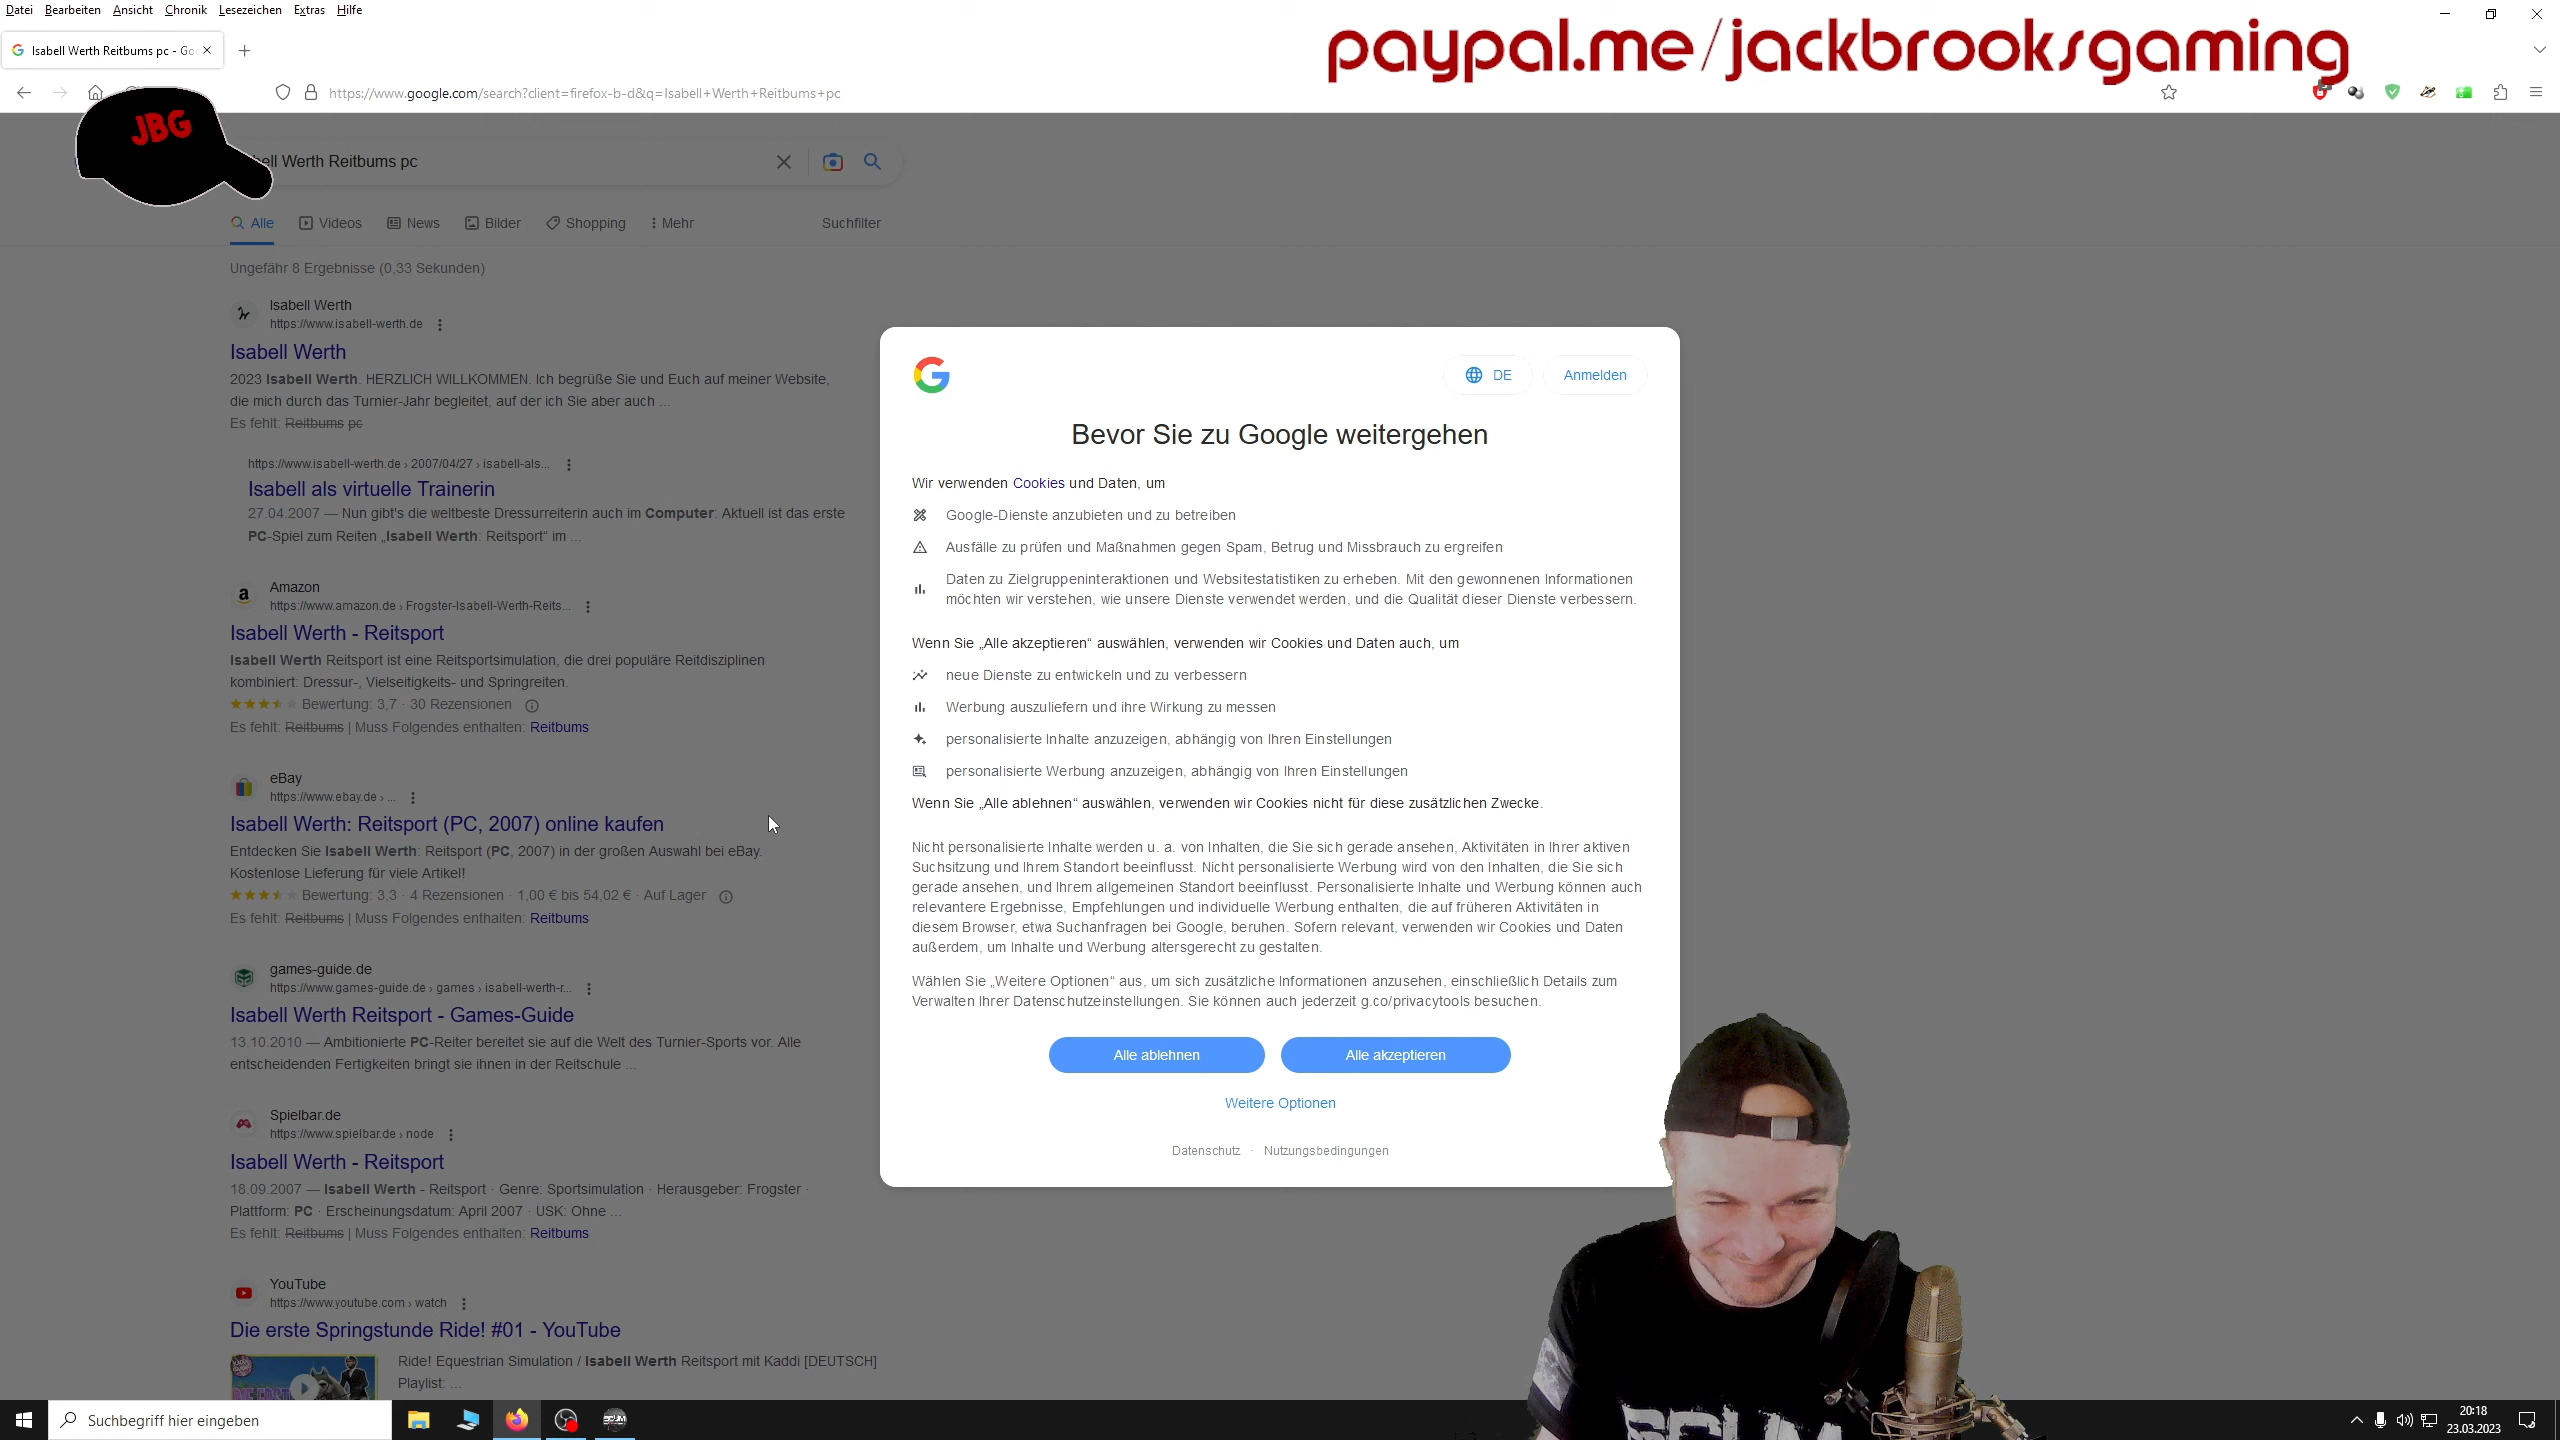 Datei Bearbeiten Ansicht Chronik Lesezeichen Extras Hilfe
paypal.me/jackbrooksgaming
Isabell Werth Reitbums pc - Go
https://www.google.com/search?client=firefox-b-d&q=Isabell+Werth+Reitbums+pc
JBG
ell Werth Reitbums pc
Alle Videos News Bilder Shopping Mehr Suchfilter
Ungefähr 8 Ergebnisse (0,33 Sekunden)
Isabell Werth
https://www.isabell-werth.de
Isabell Werth
2023 Isabell Werth. HERZLICH WILLKOMMEN. Ich begrüße Sie und Euch auf meiner Website,
die mich durch das Turnier-Jahr begleitet, auf der ich Sie aber auch ...
Es fehlt: Reitbums pc
https://www.isabell-werth.de › 2007/04/27 › isabell-als...
Isabell als virtuelle Trainerin
27.04.2007 — Nun gibt's die weltbeste Dressurreiterin auch im Computer: Aktuell ist das erste
PC-Spiel zum Reiten „Isabell Werth: Reitsport“ im ...
Amazon
https://www.amazon.de › Frogster-Isabell-Werth-Reits...
Isabell Werth - Reitsport
Isabell Werth Reitsport ist eine Reitsportsimulation, die drei populäre Reitdisziplinen
kombiniert: Dressur-, Vielseitigkeits- und Springreiten.
Bewertung: 3,7 · 30 Rezensionen
Es fehlt: Reitbums | Muss Folgendes enthalten: Reitbums
eBay
https://www.ebay.de › ...
Isabell Werth: Reitsport (PC, 2007) online kaufen
Entdecken Sie Isabell Werth: Reitsport (PC, 2007) in der großen Auswahl bei eBay.
Kostenlose Lieferung für viele Artikel!
Bewertung: 3,3 · 4 Rezensionen · 1,00 € bis 54,02 € · Auf Lager
Es fehlt: Reitbums | Muss Folgendes enthalten: Reitbums
games-guide.de
https://www.games-guide.de › games › isabell-werth-r...
Isabell Werth Reitsport - Games-Guide
13.10.2010 — Ambitionierte PC-Reiter bereitet sie auf die Welt des Turnier-Sports vor. Alle
entscheidenden Fertigkeiten bringt sie ihnen in der Reitschule ...
Spielbar.de
https://www.spielbar.de › node
Isabell Werth - Reitsport
18.09.2007 — Isabell Werth - Reitsport · Genre: Sportsimulation · Herausgeber: Frogster ·
Plattform: PC · Erscheinungsdatum: April 2007 · USK: Ohne ...
Es fehlt: Reitbums | Muss Folgendes enthalten: Reitbums
YouTube
https://www.youtube.com › watch
Die erste Springstunde Ride! #01 - YouTube
Ride! Equestrian Simulation / Isabell Werth Reitsport mit Kaddi [DEUTSCH]
Playlist: ...
DE Anmelden
Bevor Sie zu Google weitergehen
Wir verwenden Cookies und Daten, um
Google-Dienste anzubieten und zu betreiben
Ausfälle zu prüfen und Maßnahmen gegen Spam, Betrug und Missbrauch zu ergreifen
Daten zu Zielgruppeninteraktionen und Websitestatistiken zu erheben. Mit den gewonnenen Informationen
möchten wir verstehen, wie unsere Dienste verwendet werden, und die Qualität dieser Dienste verbessern.
Wenn Sie „Alle akzeptieren“ auswählen, verwenden wir Cookies und Daten auch, um
neue Dienste zu entwickeln und zu verbessern
Werbung auszuliefern und ihre Wirkung zu messen
personalisierte Inhalte anzuzeigen, abhängig von Ihren Einstellungen
personalisierte Werbung anzuzeigen, abhängig von Ihren Einstellungen
Wenn Sie „Alle ablehnen“ auswählen, verwenden wir Cookies nicht für diese zusätzlichen Zwecke.
Nicht personalisierte Inhalte werden u. a. von Inhalten, die Sie sich gerade ansehen, Aktivitäten in Ihrer aktiven
Suchsitzung und Ihrem Standort beeinflusst. Nicht personalisierte Werbung wird von den Inhalten, die Sie sich
gerade ansehen, und Ihrem allgemeinen Standort beeinflusst. Personalisierte Inhalte und Werbung können auch
relevantere Ergebnisse, Empfehlungen und individuelle Werbung enthalten, die auf früheren Aktivitäten in
diesem Browser, etwa Suchanfragen bei Google, beruhen. Sofern relevant, verwenden wir Cookies und Daten
außerdem, um Inhalte und Werbung altersgerecht zu gestalten.
Wählen Sie „Weitere Optionen“ aus, um sich zusätzliche Informationen anzusehen, einschließlich Details zum
Verwalten Ihrer Datenschutzeinstellungen. Sie können auch jederzeit g.co/privacytools besuchen.
Alle ablehnen Alle akzeptieren
Weitere Optionen
Datenschutz · Nutzungsbedingungen
SCUM
Suchbegriff hier eingeben
SCUM
20:18
23.03.2023